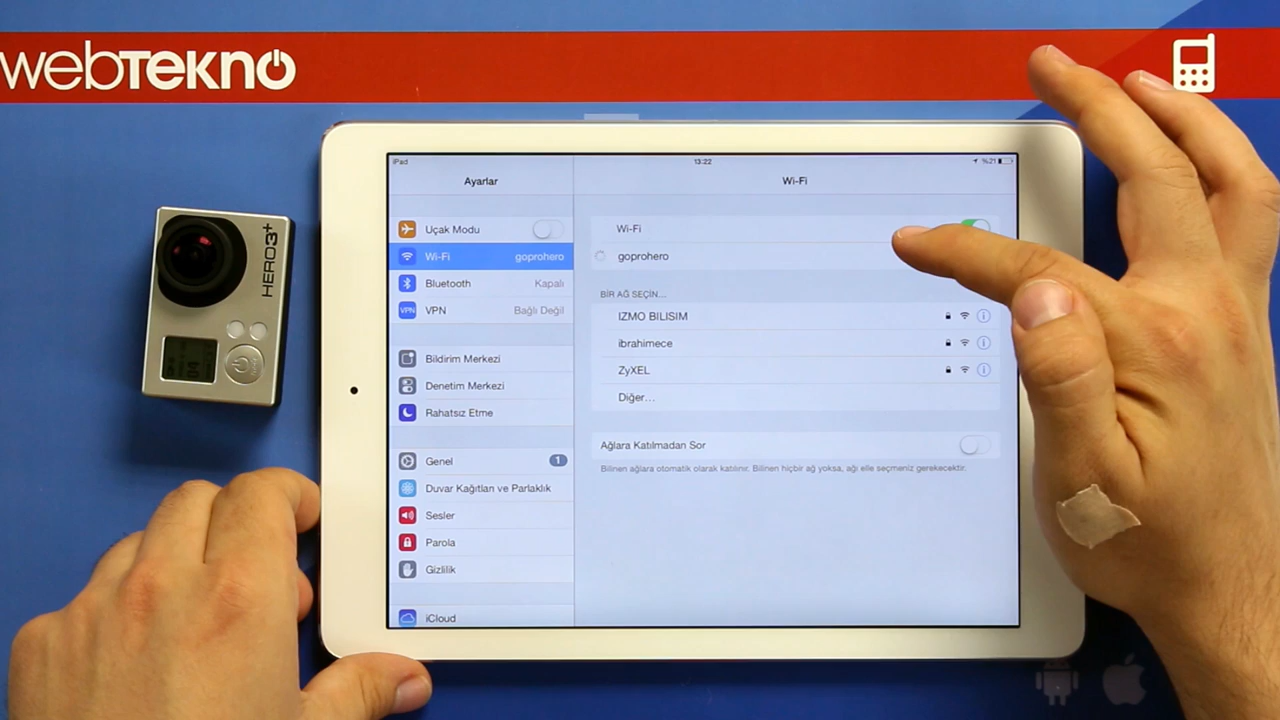 webTEKNO
iPad
13:22
%21
Ayarlar
Wi-Fi
Uçak Modu
Wi-Fi
goprohero
Bluetooth
Kapalı
VPN
VPN
Bağlı Değil
Bildirim Merkezi
Denetim Merkezi
Rahatsız Etme
Genel
1
Duvar Kağıtları ve Parlaklık
Sesler
Parola
Gizlilik
iCloud
Wi-Fi
goprohero
BİR AĞ SEÇİN...
IZMO BILISIM
ibrahimece
ZyXEL
Diğer...
Ağlara Katılmadan Sor
Bilinen ağlara otomatik olarak katılınır. Bilinen hiçbir ağ yoksa, ağı elle seçmeniz gerekecektir.
HERO3+